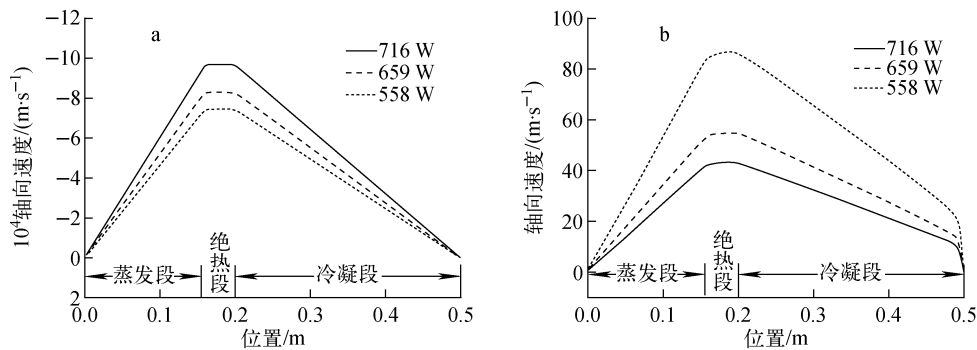 a
716 W
659 W
558 W
10⁴轴向速度/(m·s⁻¹)
−12
−10
−8
−6
−4
−2
0
2
蒸发段
绝热段
冷凝段
0.0 0.1 0.2 0.3 0.4 0.5
位置/m
b
716 W
659 W
558 W
轴向速度/(m·s⁻¹)
100
80
60
40
20
0
蒸发段
绝热段
冷凝段
0.0 0.1 0.2 0.3 0.4 0.5
位置/m